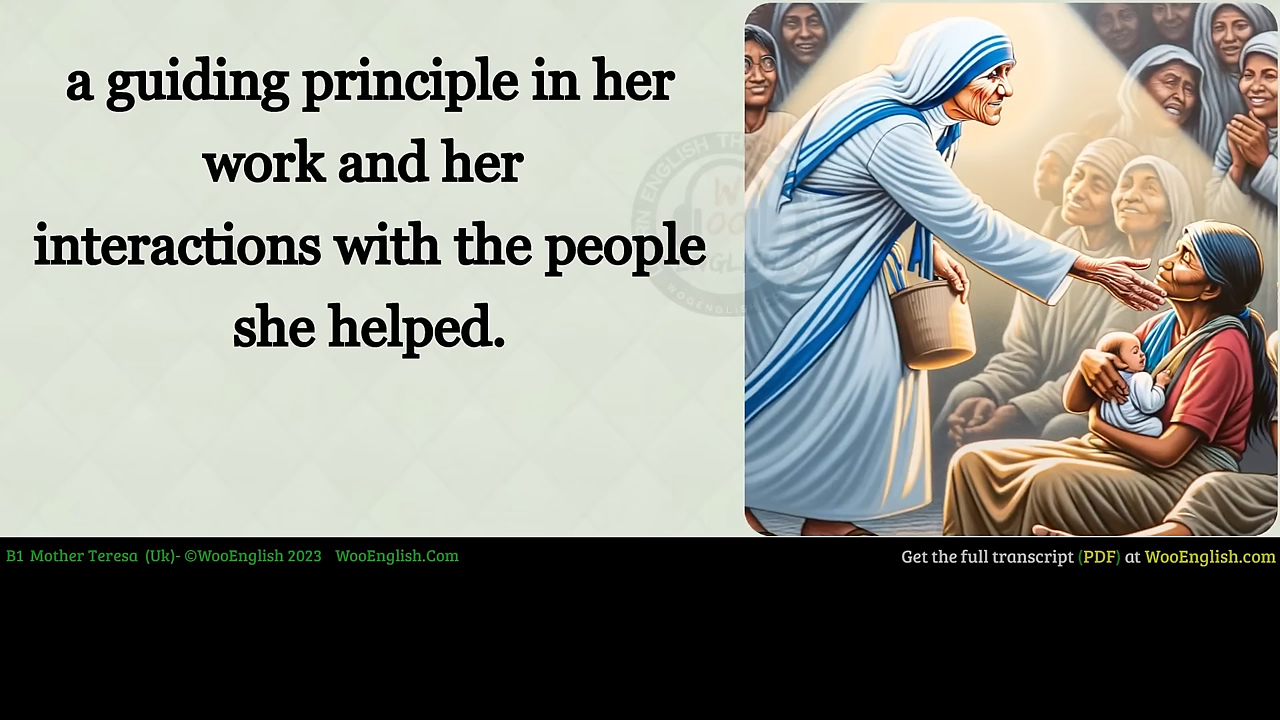 a guiding principle in her
work and her
interactions with the people
she helped.
B1 Mother Teresa (Uk)- ©WooEnglish 2023 WooEnglish.Com
Get the full transcript (PDF) at WooEnglish.com